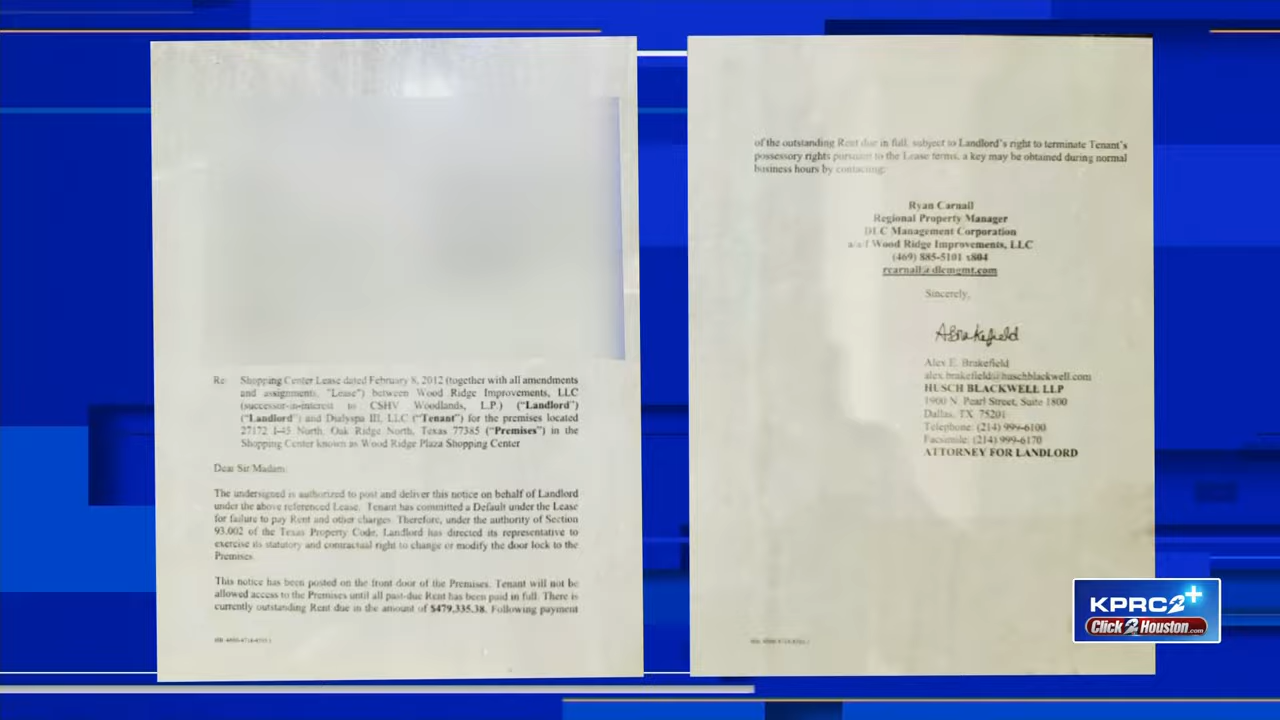 Re: Shopping Center Lease dated February 8, 2012 (together with all amendments
and assignments, "Lease") between Wood Ridge Improvements, LLC
(successor-in-interest to CSHV Woodlands, L.P.) ("Landlord")
("Landlord") and Dialyspa III, LLC ("Tenant") for the premises located
27172 I-45 North, Oak Ridge North, Texas 77385 ("Premises") in the
Shopping Center known as Wood Ridge Plaza Shopping Center
Dear Sir/Madam:
The undersigned is authorized to post and deliver this notice on behalf of Landlord
under the above referenced Lease. Tenant has committed a Default under the Lease
for failure to pay Rent and other charges. Therefore, under the authority of Section
93.002 of the Texas Property Code, Landlord has directed its representative to
exercise its statutory and contractual right to change or modify the door lock to the
Premises.
This notice has been posted on the front door of the Premises. Tenant will not be
allowed access to the Premises until all past-due Rent has been paid in full. There is
currently outstanding Rent due in the amount of $479,335.38. Following payment
of the outstanding Rent due in full, subject to Landlord's right to terminate Tenant's
possessory rights pursuant to the Lease terms, a key may be obtained during normal
business hours by contacting:
Ryan Carnail
Regional Property Manager
DLC Management Corporation
a/a/f Wood Ridge Improvements, LLC
(469) 885-5101 x804
rcarnail@dlcmgmt.com
Sincerely,
ABrakefield
Alex E. Brakefield
alex.brakefield@huschblackwell.com
HUSCH BLACKWELL LLP
1900 N. Pearl Street, Suite 1800
Dallas, TX 75201
Telephone: (214) 999-6100
Facsimile: (214) 999-6170
ATTORNEY FOR LANDLORD
KPRC2+
Click2Houston.com